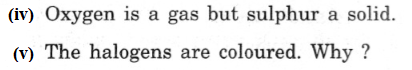 (iv) Oxygen is a gas but sulphur a solid.
(v) The halogens are coloured. Why ?